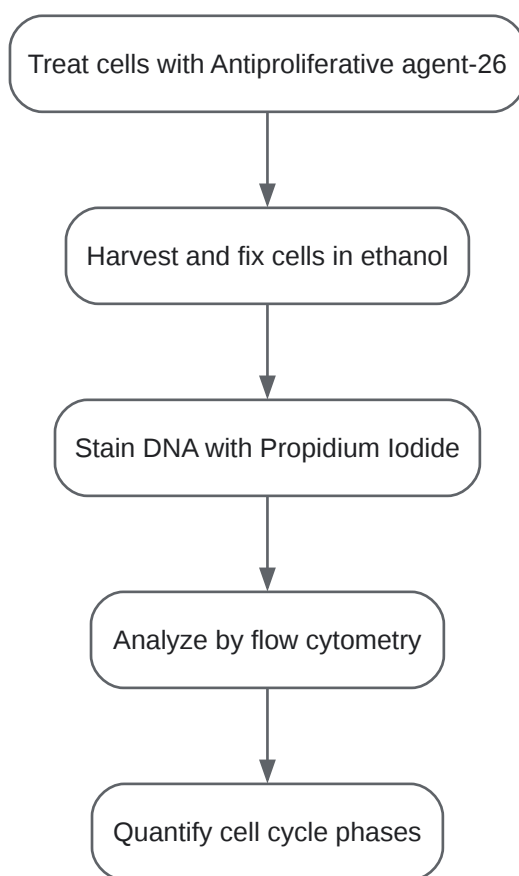 Treat cells with Antiproliferative agent-26
Harvest and fix cells in ethanol
Stain DNA with Propidium Iodide
Analyze by flow cytometry
Quantify cell cycle phases